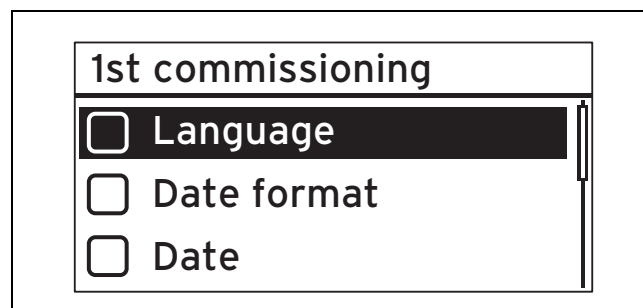 1st commissioning
Language
Date format
Date